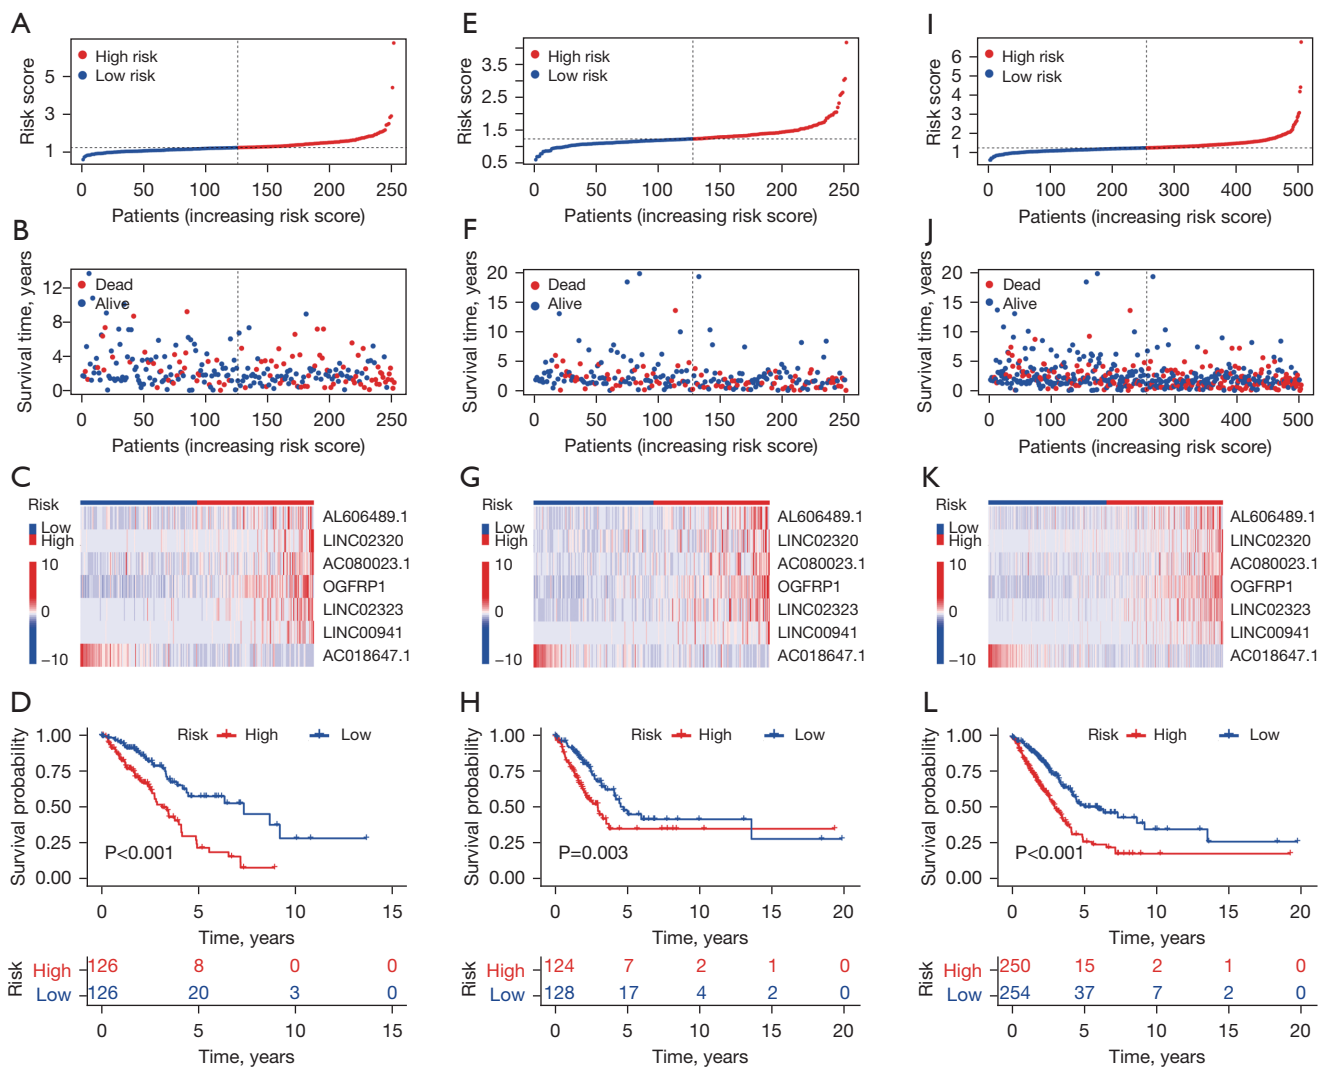 A
Risk score
5
3
1
High risk
Low risk
0 50 100 150 200 250
Patients (increasing risk score)
E
Risk score
3.5
2.5
1.5
0.5
High risk
Low risk
0 50 100 150 200 250
Patients (increasing risk score)
I
Risk score
6
5
4
3
2
1
High risk
Low risk
0 100 200 300 400 500
Patients (increasing risk score)
B
Survival time, years
12
8
4
0
Dead
Alive
0 50 100 150 200 250
Patients (increasing risk score)
F
Survival time, years
20
15
10
5
0
Dead
Alive
0 50 100 150 200 250
Patients (increasing risk score)
J
Survival time, years
20
15
10
5
0
Dead
Alive
0 100 200 300 400 500
Patients (increasing risk score)
C
Risk
Low
High
10
0
−10
AL606489.1
LINC02320
AC080023.1
OGFRP1
LINC02323
LINC00941
AC018647.1
G
Risk
Low
High
10
0
−10
AL606489.1
LINC02320
AC080023.1
OGFRP1
LINC02323
LINC00941
AC018647.1
K
Risk
Low
High
10
0
−10
AL606489.1
LINC02320
AC080023.1
OGFRP1
LINC02323
LINC00941
AC018647.1
D
Survival probability
1.00
0.75
0.50
0.25
0.00
Risk High Low
P<0.001
0 5 10 15
Time, years
Risk
High 126 8 0 0
Low 126 20 3 0
0 5 10 15
Time, years
H
Survival probability
1.00
0.75
0.50
0.25
0.00
Risk High Low
P=0.003
0 5 10 15 20
Time, years
Risk
High 124 7 2 1 0
Low 128 17 4 2 0
0 5 10 15 20
Time, years
L
Survival probability
1.00
0.75
0.50
0.25
0.00
Risk High Low
P<0.001
0 5 10 15 20
Time, years
Risk
High 250 15 2 1 0
Low 254 37 7 2 0
0 5 10 15 20
Time, years